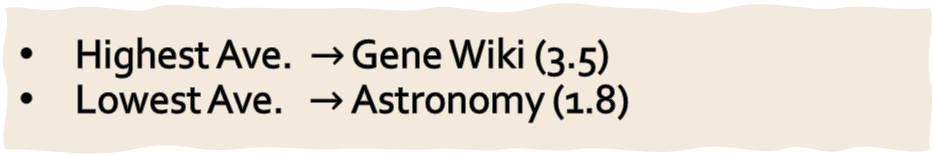 • Highest Ave. → Gene Wiki (3.5)
• Lowest Ave. → Astronomy (1.8)